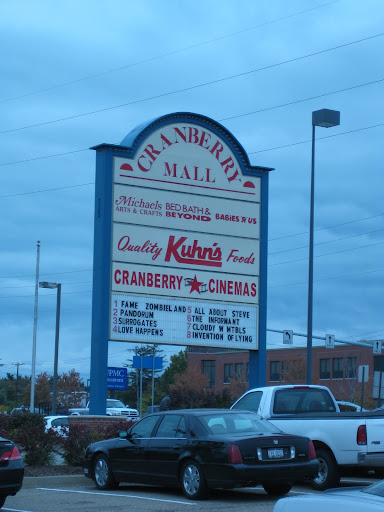 CRANBERRY
MALL
Michaels
ARTS & CRAFTS
BED BATH &
BEYOND
BABIES R US
Quality Kuhn's Foods
CRANBERRY CINEMAS
1 FAME ZOMBIELAND
2 PANDORUM
3 SURROGATES
4 LOVE HAPPENS
5 ALL ABOUT STEVE
6 THE INFORMANT
7 CLOUDY W MTBLS
8 INVENTION OF LYING
UPMC